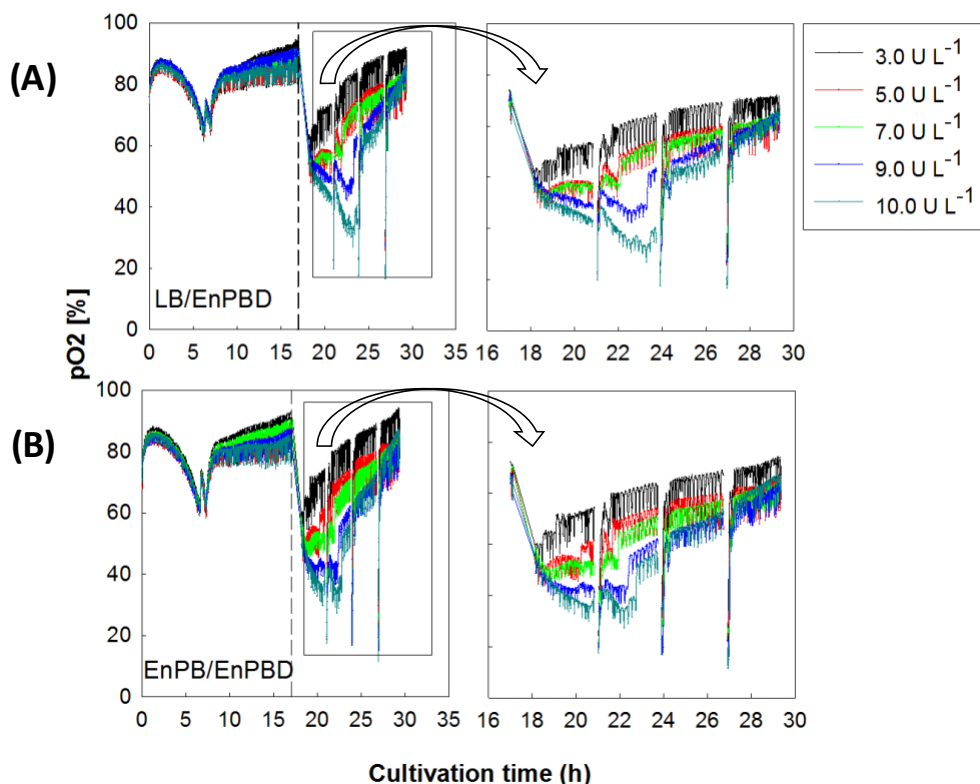 (A)
100
80
60
40
20
0
LB/EnPBD
0 5 10 15 20 25 30 35
16 18 20 22 24 26 28 30
3.0 U L⁻¹
5.0 U L⁻¹
7.0 U L⁻¹
9.0 U L⁻¹
10.0 U L⁻¹
pO2 [%]
(B)
100
80
60
40
20
0
EnPB/EnPBD
0 5 10 15 20 25 30 35
16 18 20 22 24 26 28 30
Cultivation time (h)